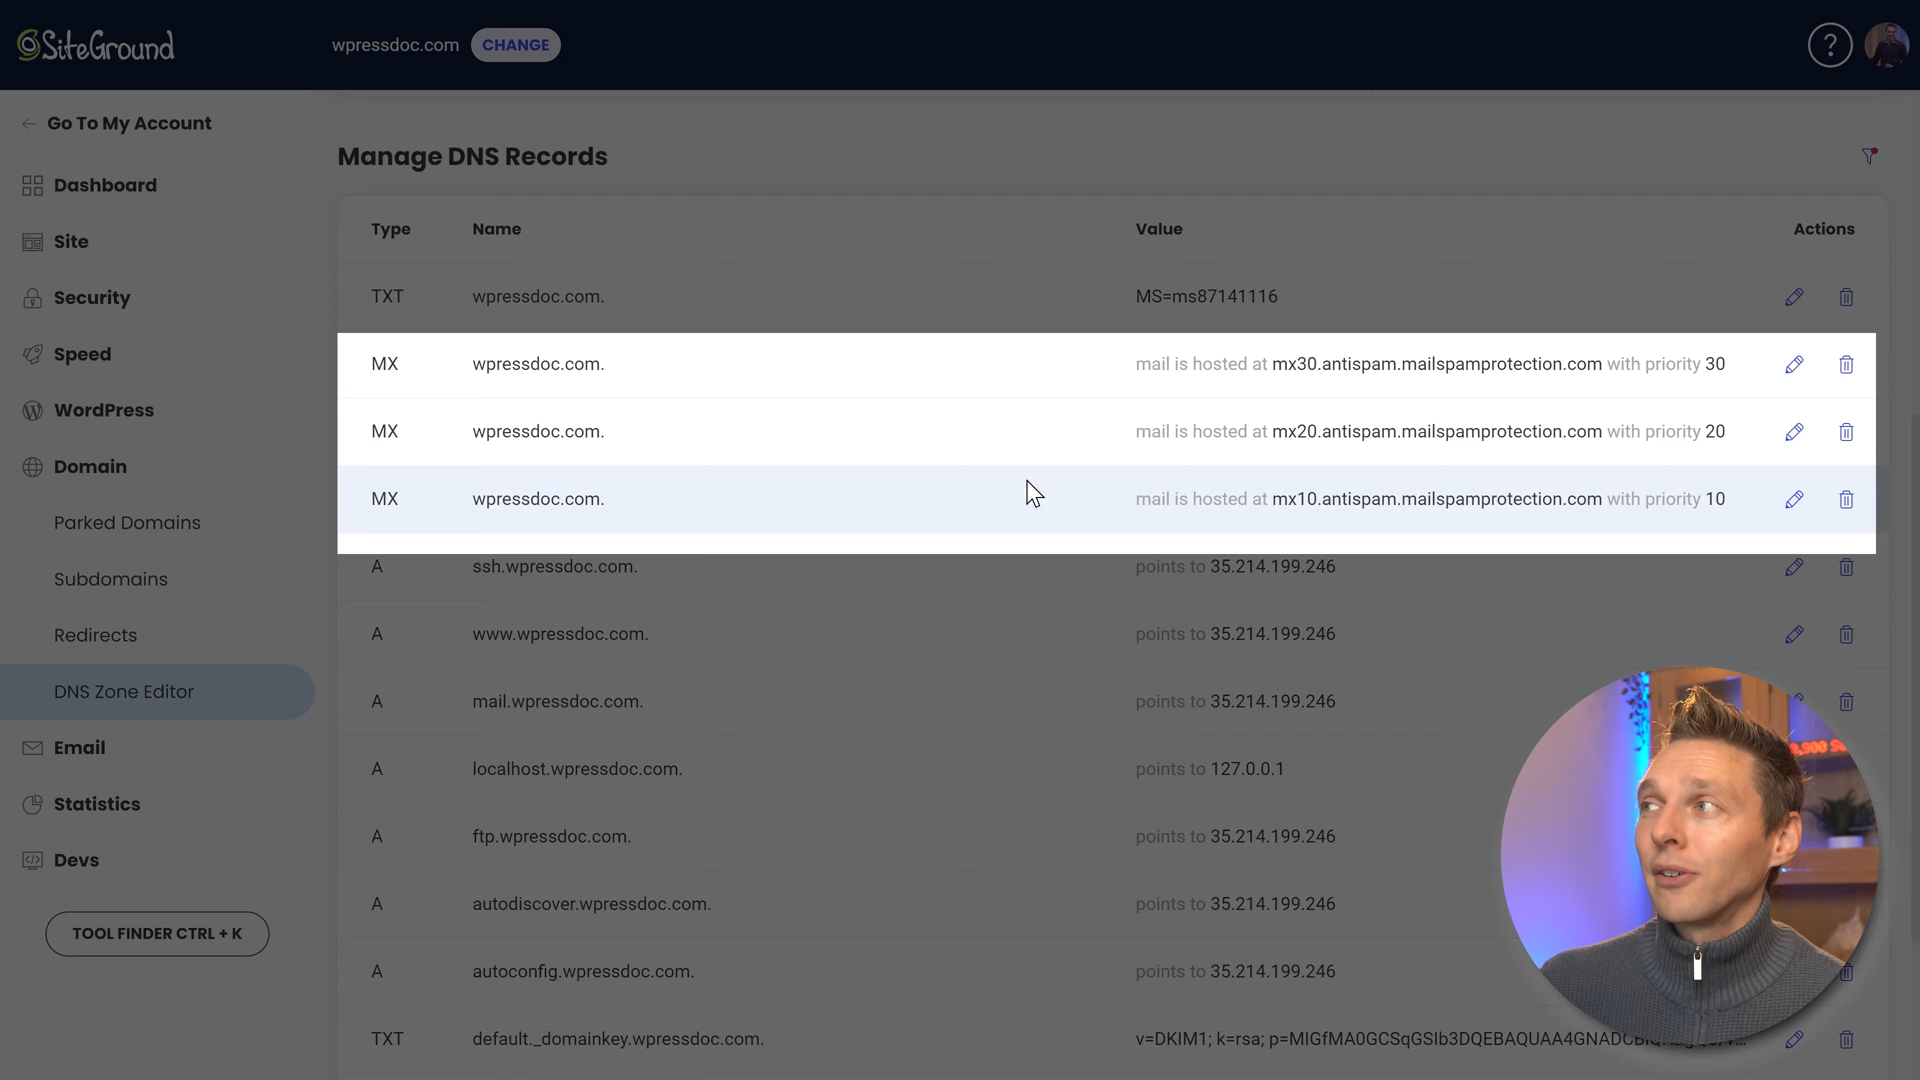 SiteGround
wpressdoc.com CHANGE
?
Go To My Account
Dashboard
Site
Security
Speed
WordPress
Domain
Parked Domains
Subdomains
Redirects
DNS Zone Editor
Email
Statistics
Devs
TOOL FINDER CTRL + K
Manage DNS Records
Type Name Value Actions
TXT wpressdoc.com. MS=ms87141116
MX wpressdoc.com. mail is hosted at mx30.antispam.mailspamprotection.com with priority 30
MX wpressdoc.com. mail is hosted at mx20.antispam.mailspamprotection.com with priority 20
MX wpressdoc.com. mail is hosted at mx10.antispam.mailspamprotection.com with priority 10
A ssh.wpressdoc.com. points to 35.214.199.246
A www.wpressdoc.com. points to 35.214.199.246
A mail.wpressdoc.com. points to 35.214.199.246
A localhost.wpressdoc.com. points to 127.0.0.1
A ftp.wpressdoc.com. points to 35.214.199.246
A autodiscover.wpressdoc.com. points to 35.214.199.246
A autoconfig.wpressdoc.com. points to 35.214.199.246
TXT default._domainkey.wpressdoc.com. v=DKIM1; k=rsa;